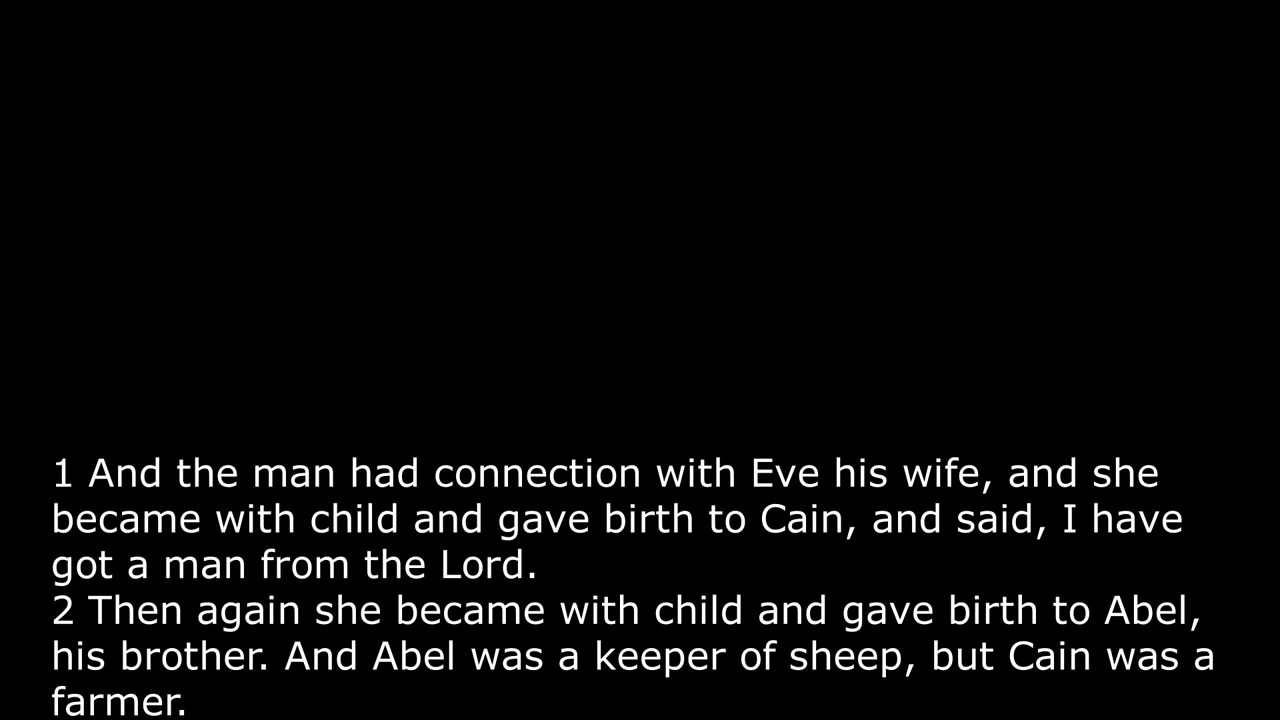 1 And the man had connection with Eve his wife, and she
became with child and gave birth to Cain, and said, I have
got a man from the Lord.
2 Then again she became with child and gave birth to Abel,
his brother. And Abel was a keeper of sheep, but Cain was a
farmer.